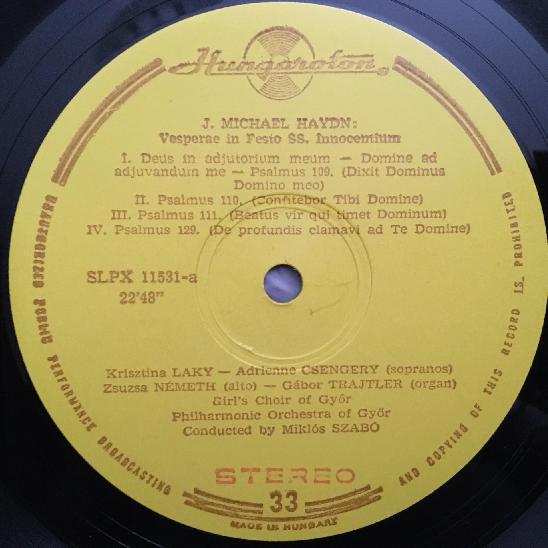 Hungaroton.
J. MICHAEL HAYDN:
Vesperae in Festo SS. Innocentium
I. Deus in adjutorium meum — Domine ad
adjuvandum me — Psalmus 109. (Dixit Dominus
Domino meo)
II. Psalmus 110. (Confitebor Tibi Domine)
III. Psalmus 111. (Beatus vir qui timet Dominum)
IV. Psalmus 129. (De profundis clamavi ad Te Domine)
SLPX 11531-a
22'48"
Krisztina LAKY — Adrienne CSENGERY (sopranos)
Zsuzsa NÉMETH (alto) — Gábor TRAJTLER (organ)
Girl's Choir of Győr
Philharmonic Orchestra of Győr
Conducted by Miklós SZABÓ
STEREO
33
MADE IN HUNGARY
UNAUTHORIZED PUBLIC PERFORMANCE BROADCASTING AND COPYING OF THIS RECORD IS PROHIBITED